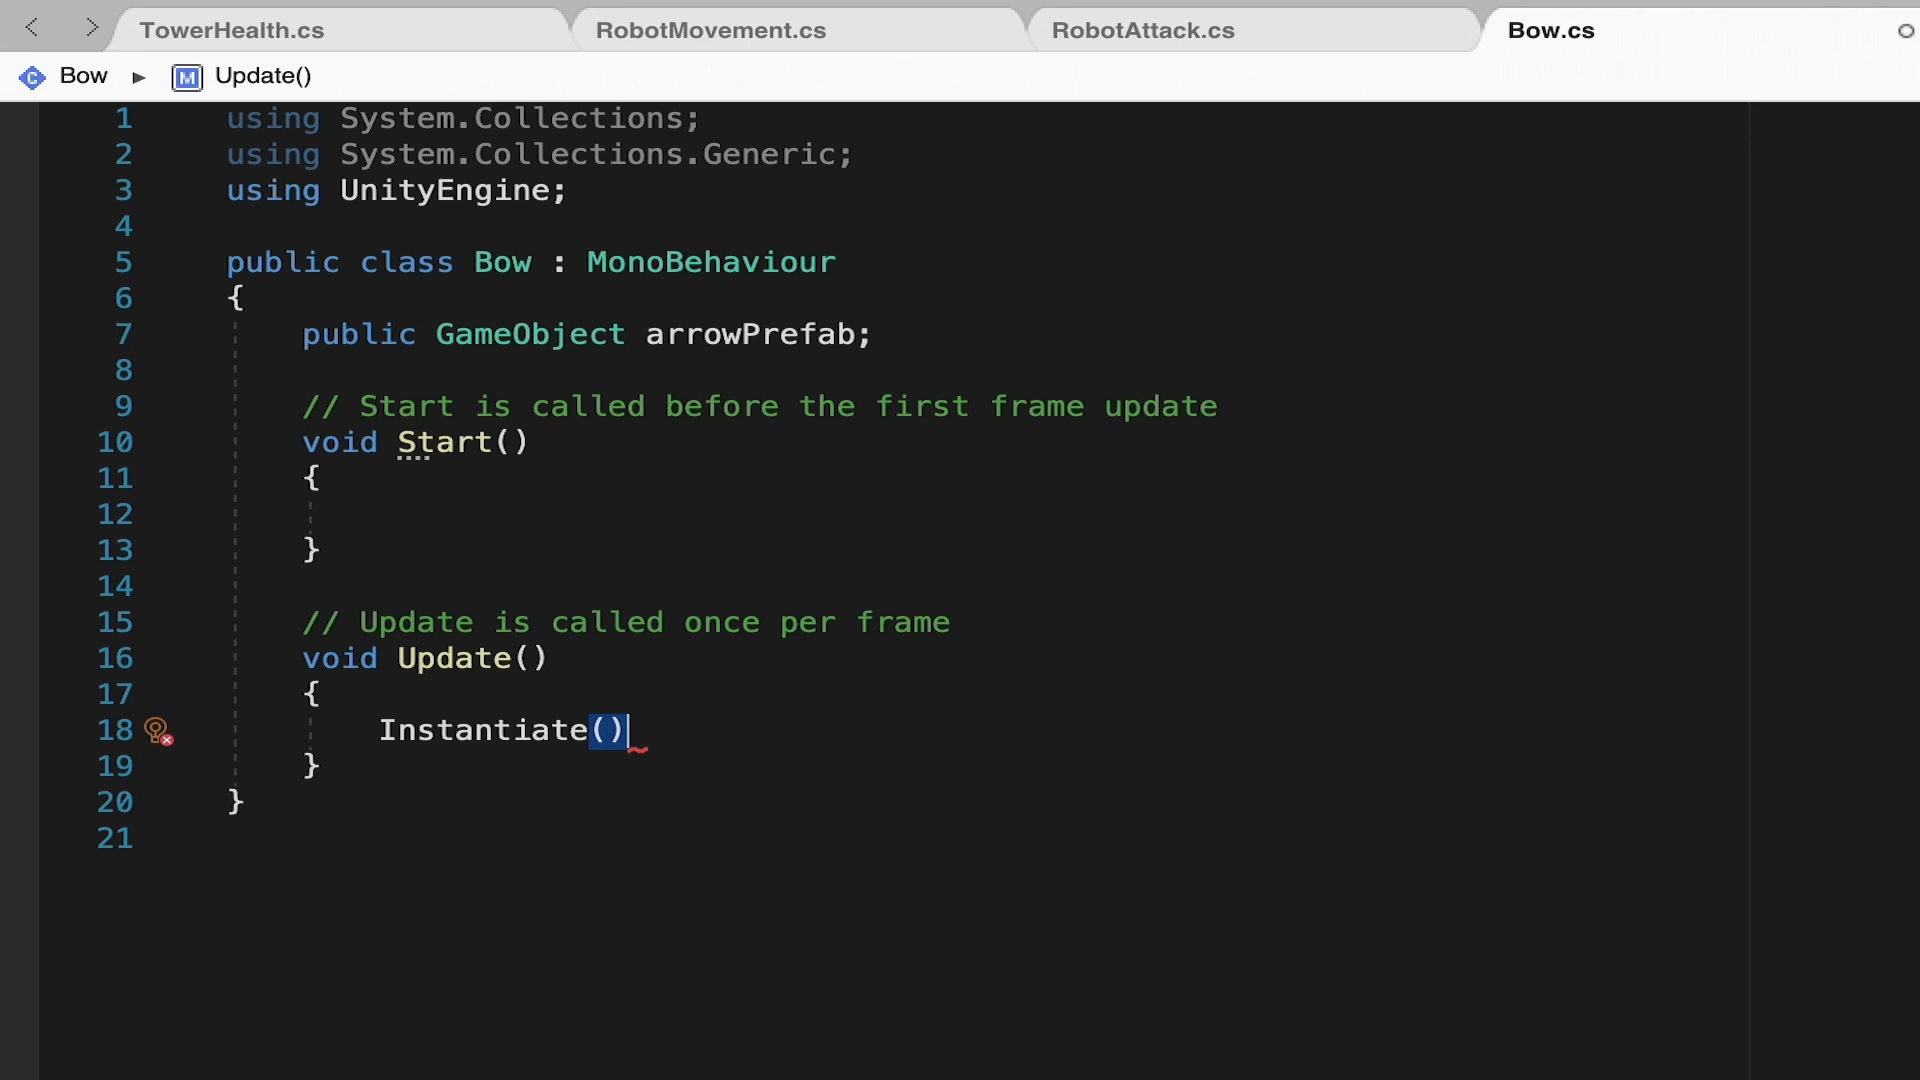 TowerHealth.cs RobotMovement.cs RobotAttack.cs Bow.cs
Bow ▸ M Update()
1 using System.Collections;
2 using System.Collections.Generic;
3 using UnityEngine;
4
5 public class Bow : MonoBehaviour
6 {
7 public GameObject arrowPrefab;
8
9 // Start is called before the first frame update
10 void Start()
11 {
12
13 }
14
15 // Update is called once per frame
16 void Update()
17 {
18 Instantiate()
19 }
20 }
21